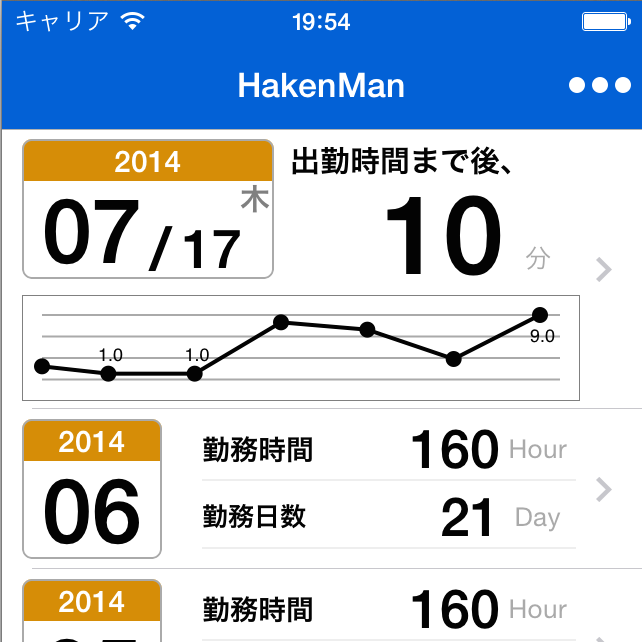 キャリア 19:54
HakenMan
2014
07/17 木
出勤時間まで後、
10 分
1.0 1.0 9.0
2014
06
勤務時間 160 Hour
勤務日数 21 Day
2014
勤務時間 160 Hour